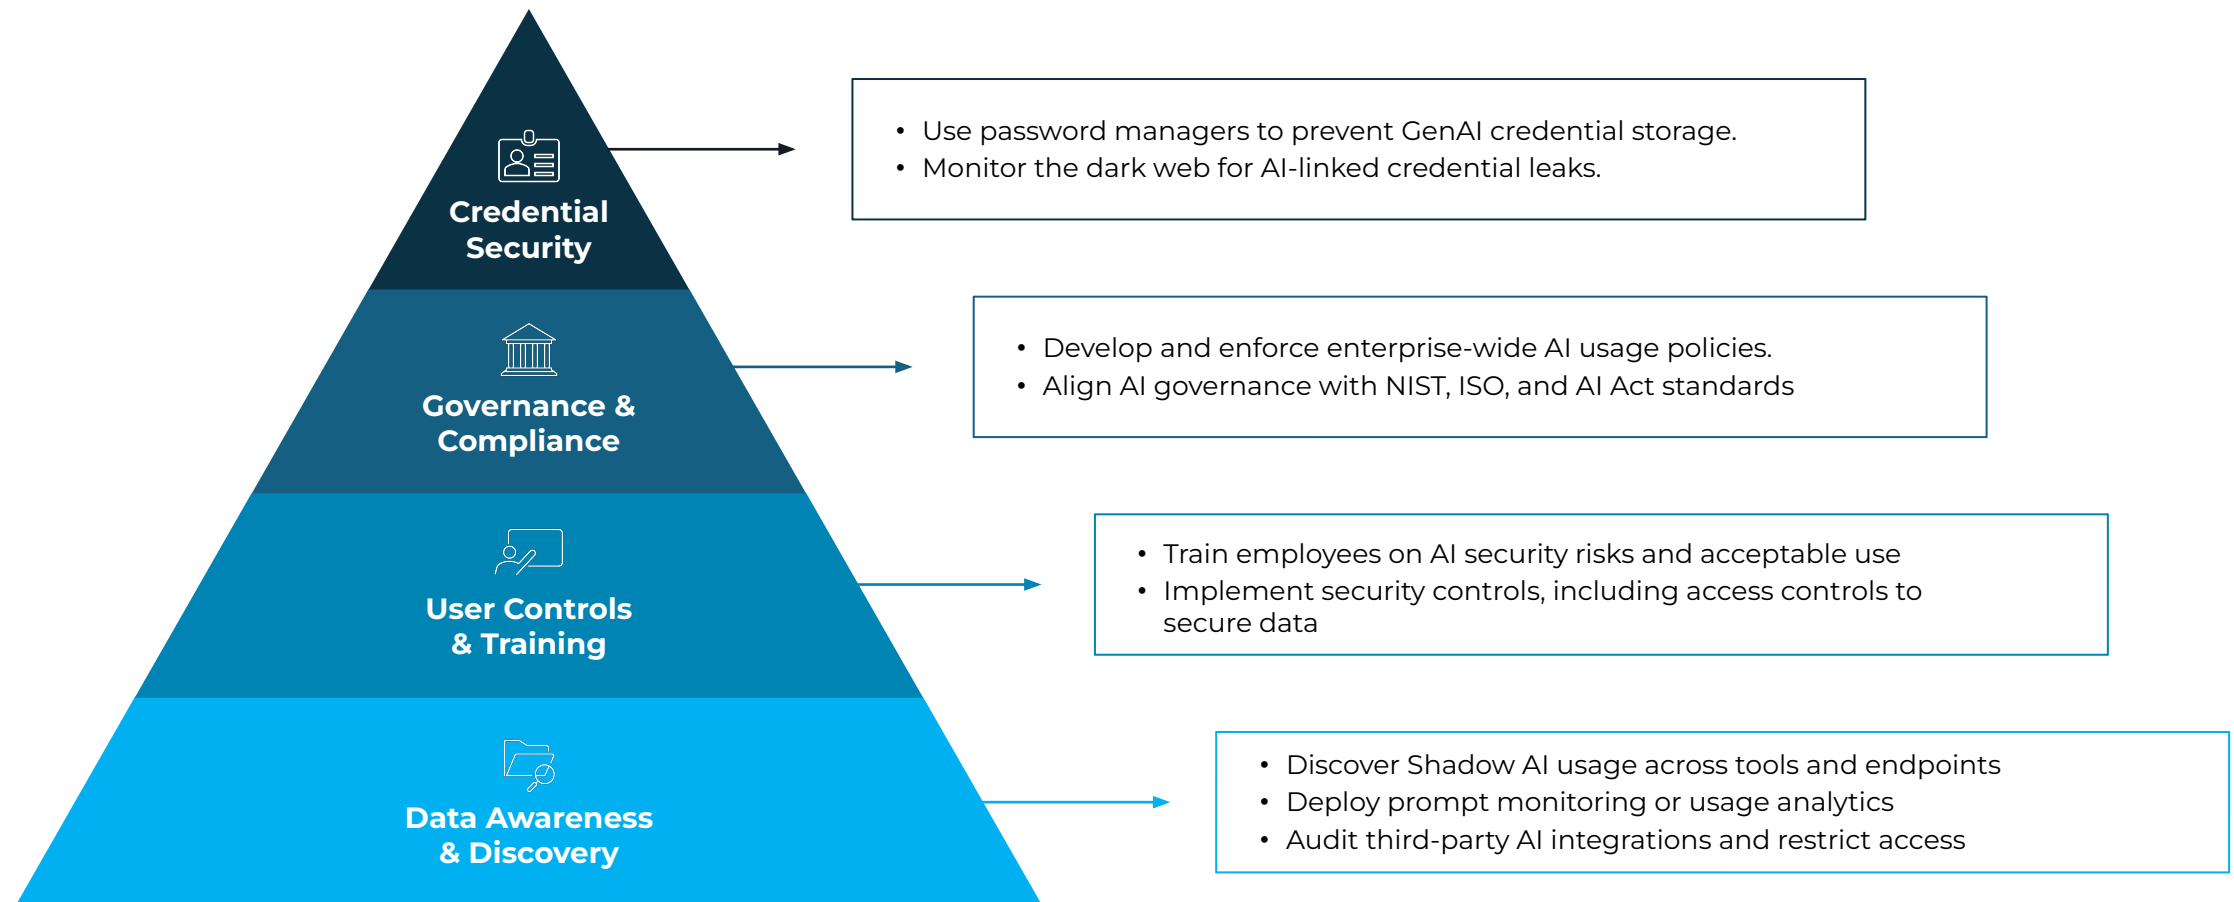 Credential
Security
• Use password managers to prevent GenAI credential storage.
• Monitor the dark web for AI-linked credential leaks.
Governance &
Compliance
• Develop and enforce enterprise-wide AI usage policies.
• Align AI governance with NIST, ISO, and AI Act standards
User Controls
& Training
• Train employees on AI security risks and acceptable use
• Implement security controls, including access controls to
secure data
Data Awareness
& Discovery
• Discover Shadow AI usage across tools and endpoints
• Deploy prompt monitoring or usage analytics
• Audit third-party AI integrations and restrict access